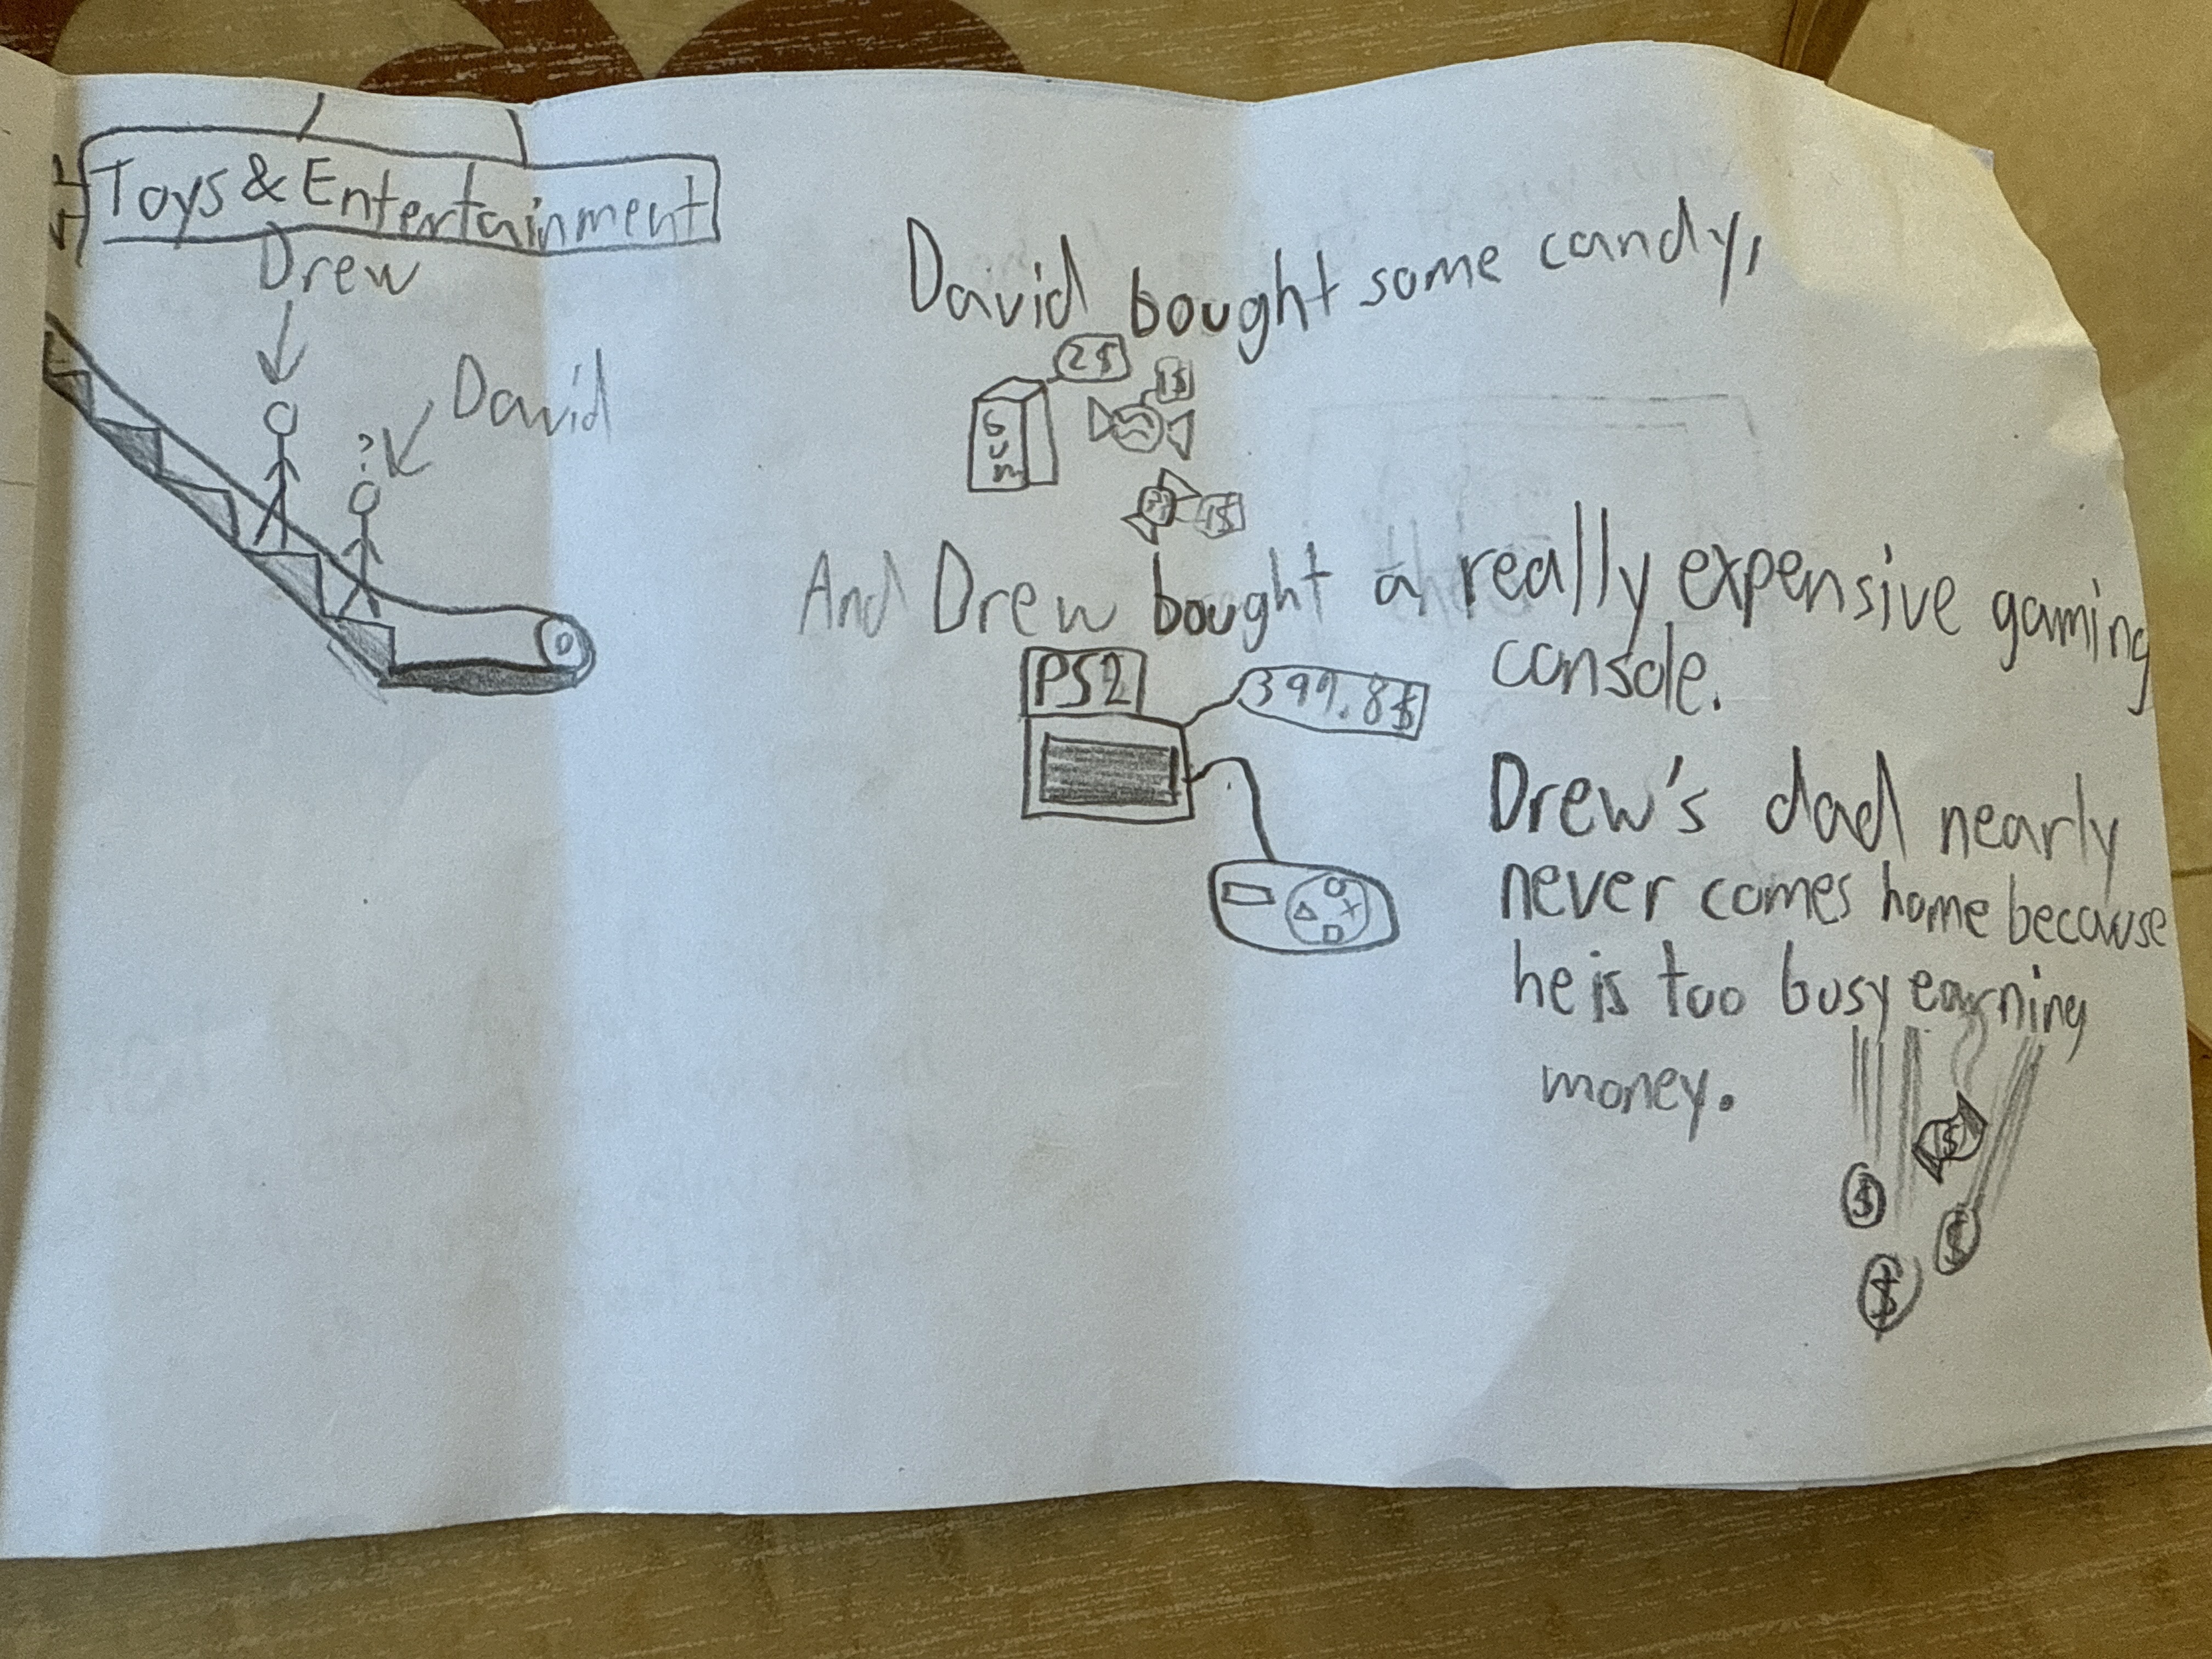 Toys & Entertainment
Drew
David
?
David bought some candy,
2$
1$
Gum
1$
And Drew bought a really expensive gaming
console.
PS2
399.8$
Drew's dad nearly
never comes home because
he is too busy earning
money.
$
$
$
$